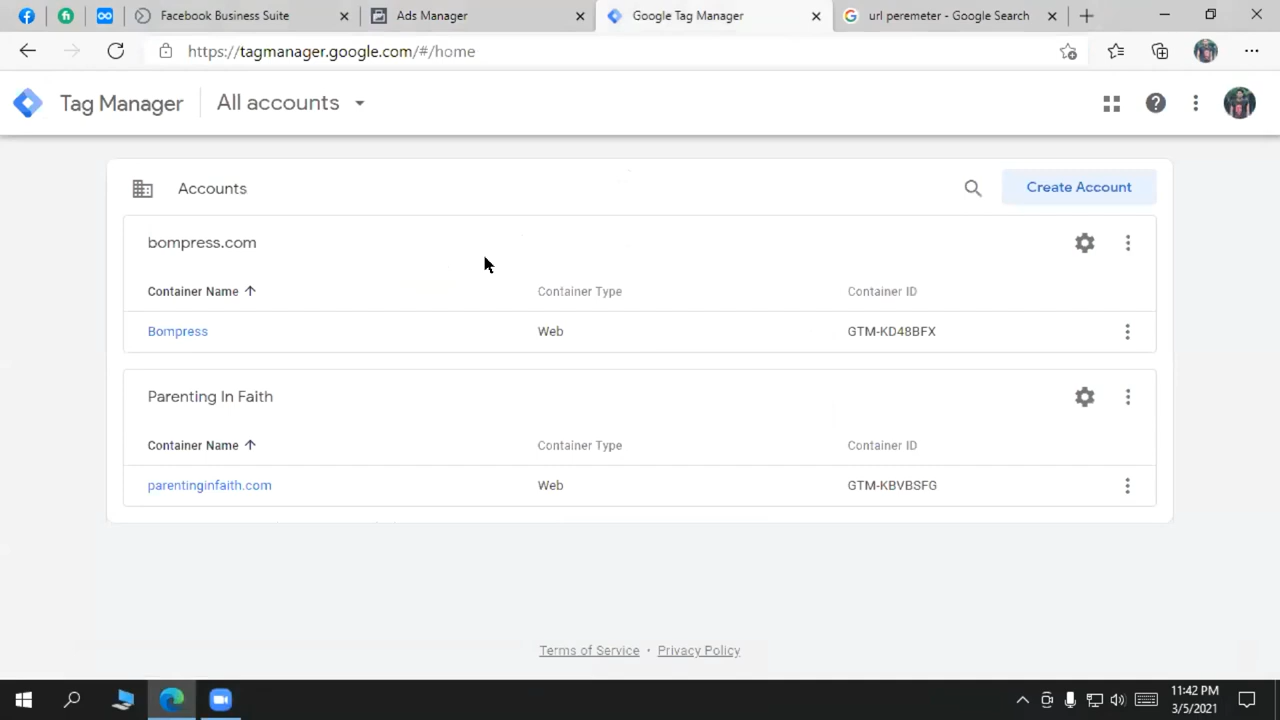 Facebook Business Suite
Ads Manager
Google Tag Manager
url peremeter - Google Search
https://tagmanager.google.com/#/home
Tag Manager
All accounts
Accounts
Create Account
bompress.com
Container Name
Container Type
Container ID
Bompress
Web
GTM-KD48BFX
Parenting In Faith
Container Name
Container Type
Container ID
parentinginfaith.com
Web
GTM-KBVBSFG
Terms of Service • Privacy Policy
11:42 PM
3/5/2021